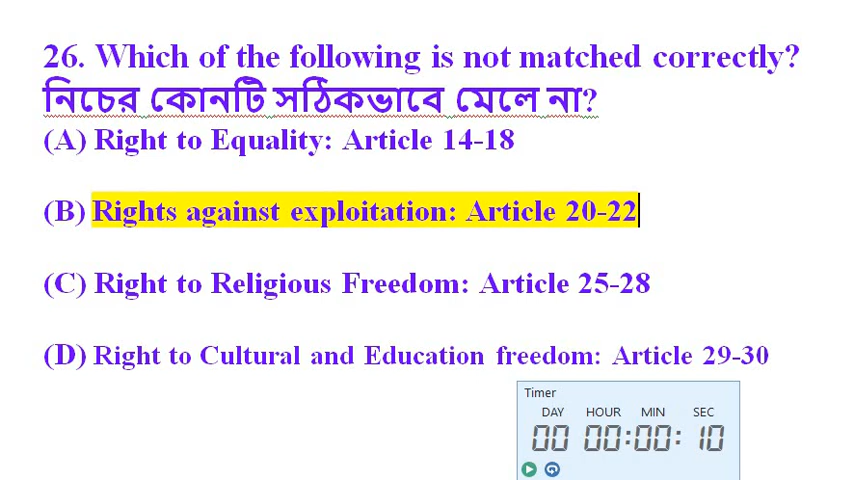 26. Which of the following is not matched correctly?
নিচের কোনটি সঠিকভাবে মেলে না?
(A) Right to Equality: Article 14-18
(B) Rights against exploitation: Article 20-22
(C) Right to Religious Freedom: Article 25-28
(D) Right to Cultural and Education freedom: Article 29-30
Timer
DAY HOUR MIN SEC
00 00:00: 10